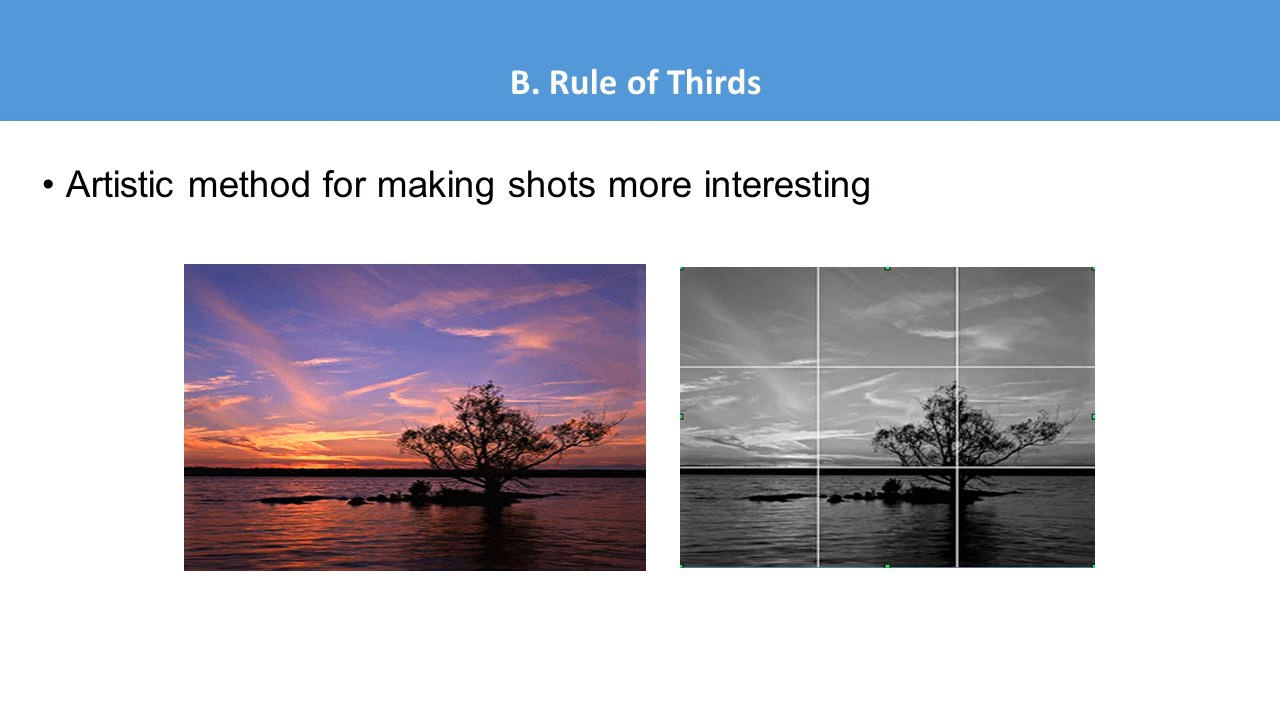 B. Rule of Thirds
• Artistic method for making shots more interesting